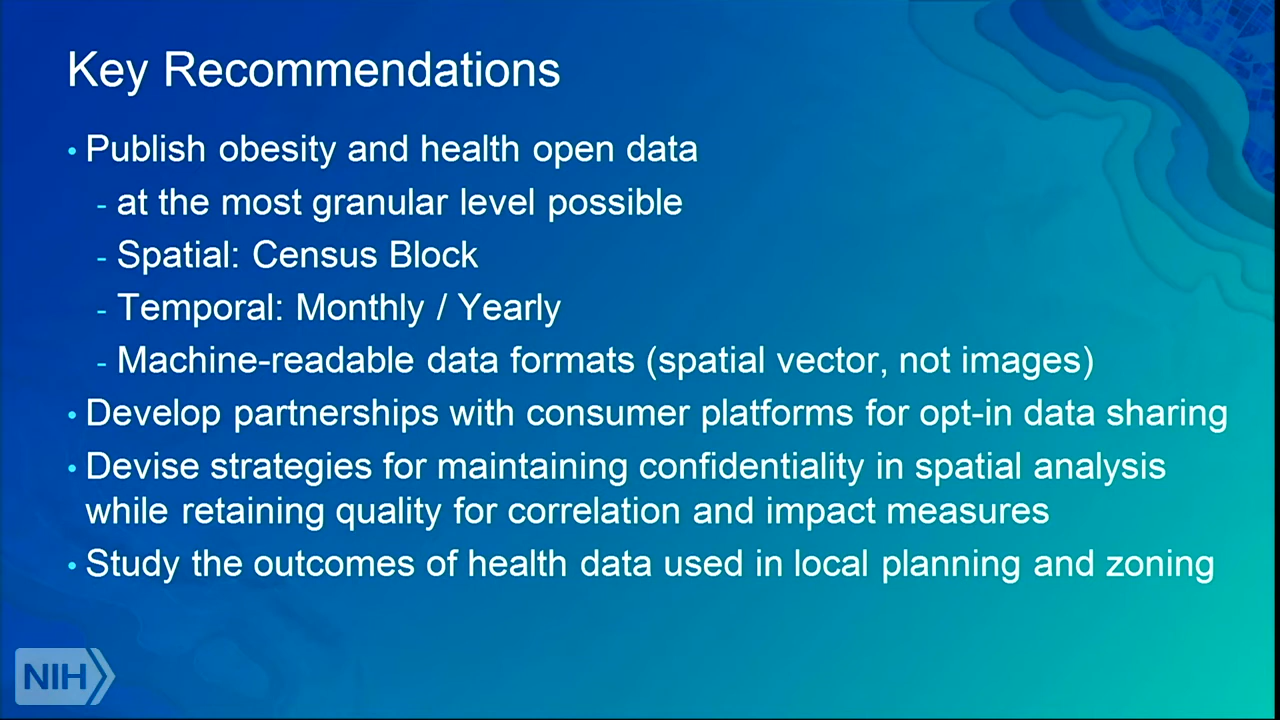 Key Recommendations
• Publish obesity and health open data
- at the most granular level possible
- Spatial: Census Block
- Temporal: Monthly / Yearly
- Machine-readable data formats (spatial vector, not images)
• Develop partnerships with consumer platforms for opt-in data sharing
• Devise strategies for maintaining confidentiality in spatial analysis
while retaining quality for correlation and impact measures
• Study the outcomes of health data used in local planning and zoning
NIH